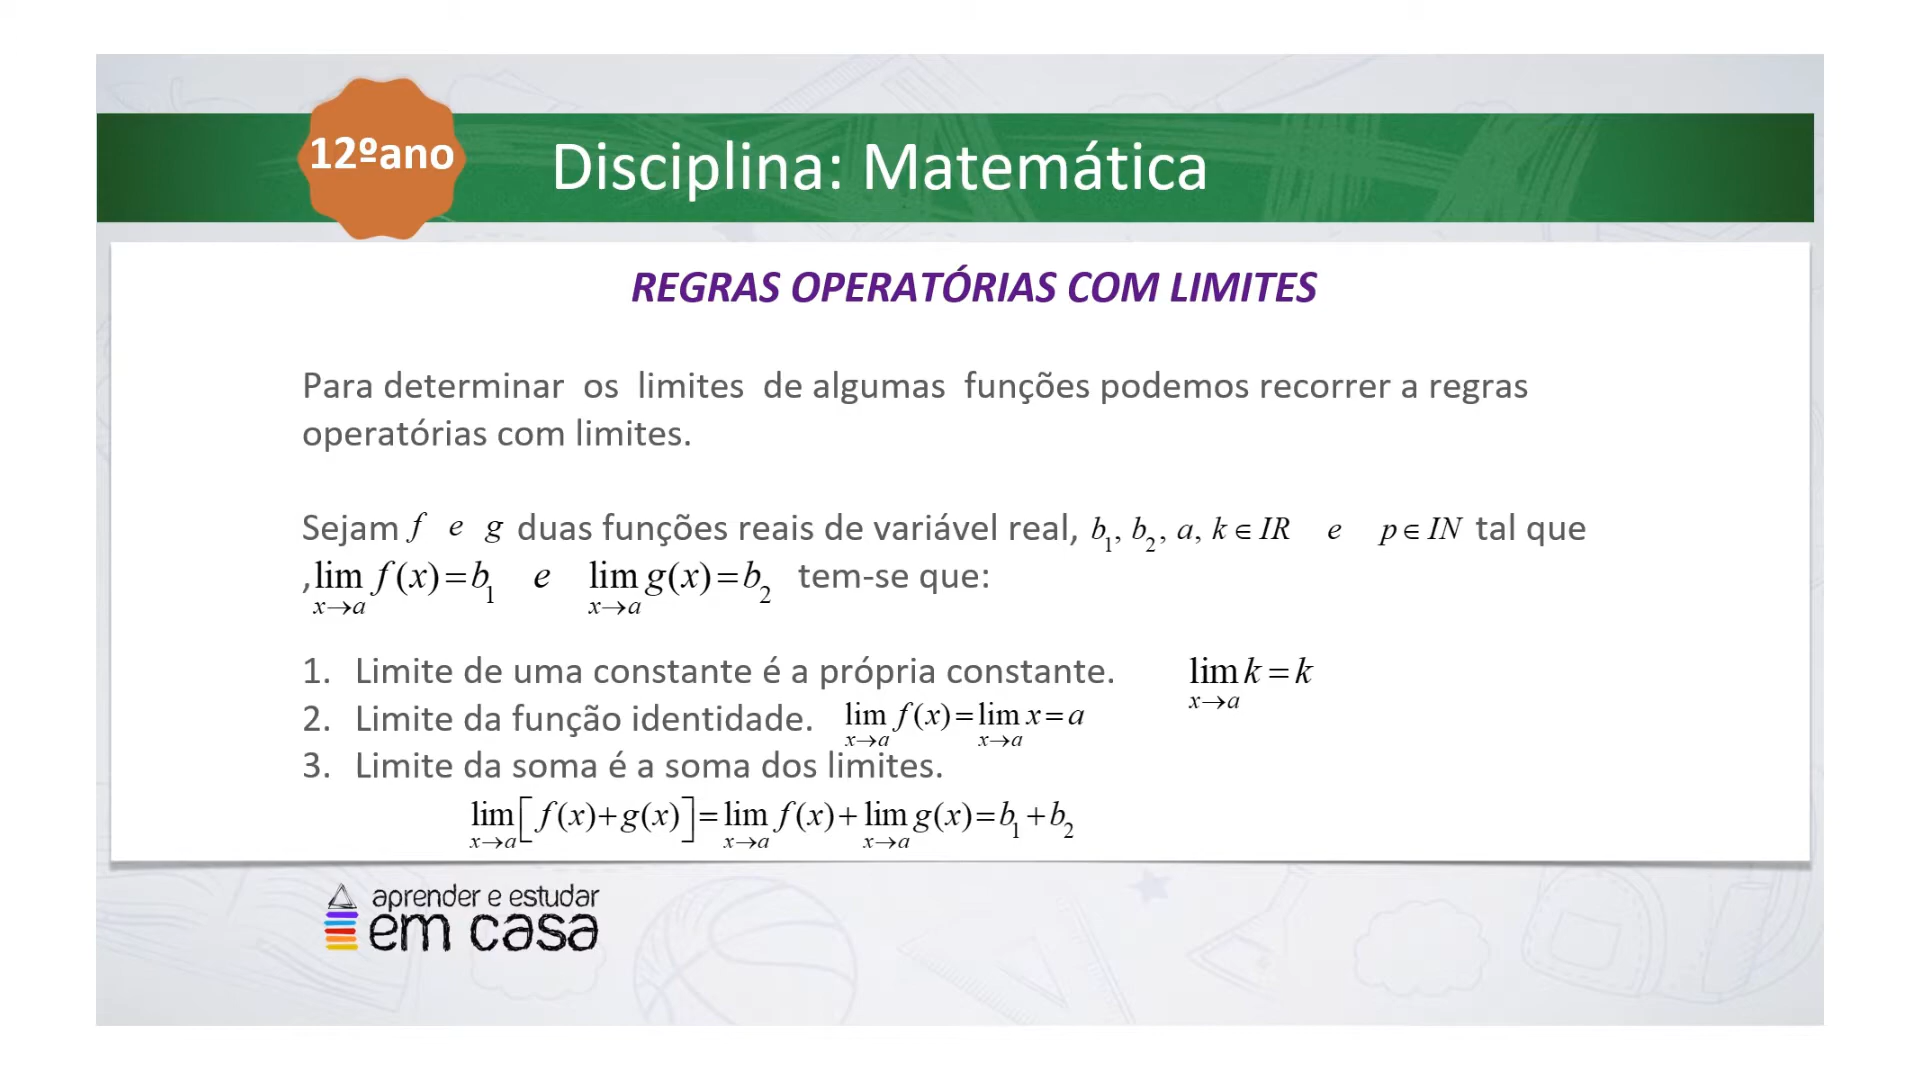 12ºano
Disciplina: Matemática
REGRAS OPERATÓRIAS COM LIMITES
Para determinar os limites de algumas funções podemos recorrer a regras
operatórias com limites.
Sejam f e g duas funções reais de variável real, b₁, b₂, a, k ∈ IR e p ∈ IN tal que
,lim f(x) = b₁ e lim g(x) = b₂ tem-se que:
x→a x→a
1. Limite de uma constante é a própria constante. lim k = k
x→a
2. Limite da função identidade. lim f(x) = lim x = a
x→a x→a
3. Limite da soma é a soma dos limites.
lim[f(x)+g(x)] = lim f(x) + lim g(x) = b₁ + b₂
x→a x→a x→a
aprender e estudar
em casa